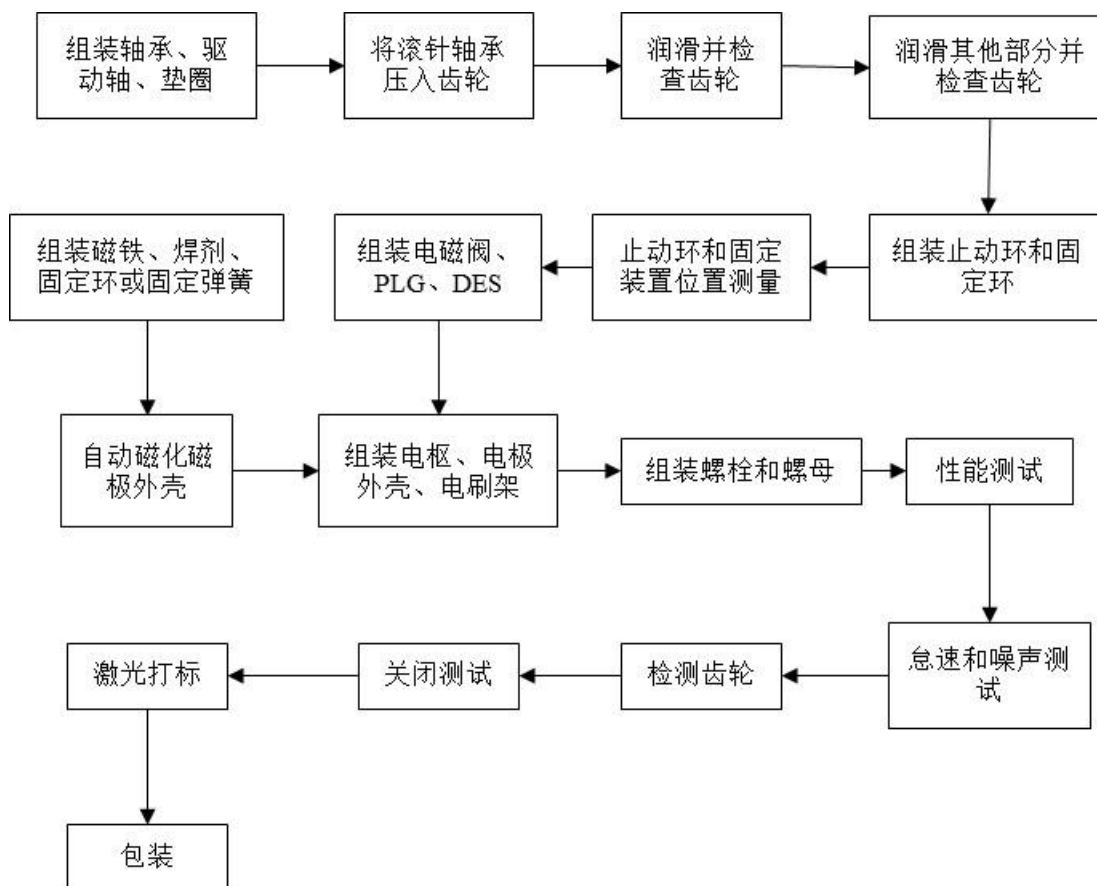 组装轴承、驱
动轴、垫圈
将滚针轴承
压入齿轮
润滑并检
查齿轮
润滑其他部分并
检查齿轮
组装磁铁、焊剂、
固定环或固定弹簧
组装电磁阀、
PLG、DES
止动环和固定
装置位置测量
组装止动环和固
定环
自动磁化磁
极外壳
组装电枢、电极
外壳、电刷架
组装螺栓和螺母
性能测试
激光打标
关闭测试
检测齿轮
怠速和噪声测
试
包装